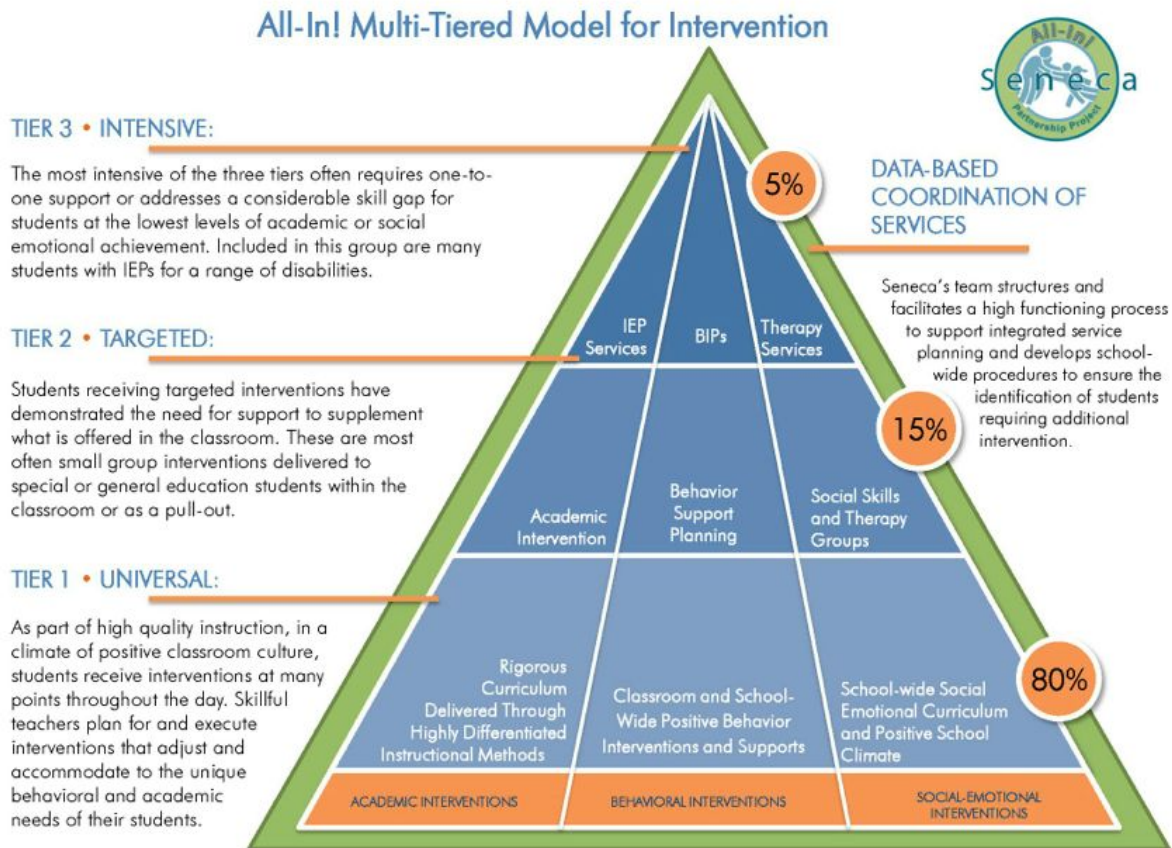 All-In! Multi-Tiered Model for Intervention
All-In!
Seneca
Partnership Project
TIER 3 • INTENSIVE:
The most intensive of the three tiers often requires one-to-
one support or addresses a considerable skill gap for
students at the lowest levels of academic or social
emotional achievement. Included in this group are many
students with IEPs for a range of disabilities.
TIER 2 • TARGETED:
Students receiving targeted interventions have
demonstrated the need for support to supplement
what is offered in the classroom. These are most
often small group interventions delivered to
special or general education students within the
classroom or as a pull-out.
TIER 1 • UNIVERSAL:
As part of high quality instruction, in a
climate of positive classroom culture,
students receive interventions at many
points throughout the day. Skillful
teachers plan for and execute
interventions that adjust and
accommodate to the unique
behavioral and academic
needs of their students.
5%
IEP
Services
BIPs
Therapy
Services
15%
Academic
Intervention
Behavior
Support
Planning
Social Skills
and Therapy
Groups
80%
Rigorous
Curriculum
Delivered Through
Highly Differentiated
Instructional Methods
Classroom and School-
Wide Positive Behavior
Interventions and Supports
School-wide Social
Emotional Curriculum
and Positive School
Climate
ACADEMIC INTERVENTIONS
BEHAVIORAL INTERVENTIONS
SOCIAL-EMOTIONAL
INTERVENTIONS
DATA-BASED
COORDINATION OF
SERVICES
Seneca's team structures and
facilitates a high functioning process
to support integrated service
planning and develops school-
wide procedures to ensure the
identification of students
requiring additional
intervention.